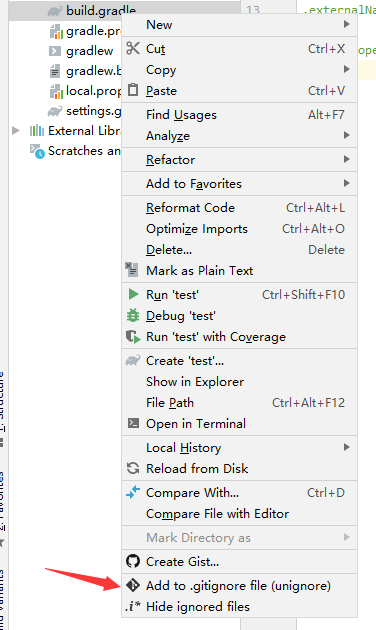 build.gradle
13
.externalNa
gradle.pr
gradlew
gradlew.b
local.prop
settings.g
External Libra
Scratches an
New
Cut Ctrl+X
Copy
Paste Ctrl+V
Find Usages Alt+F7
Analyze
Refactor
Add to Favorites
Reformat Code Ctrl+Alt+L
Optimize Imports Ctrl+Alt+O
Delete... Delete
Mark as Plain Text
Run 'test' Ctrl+Shift+F10
Debug 'test'
Run 'test' with Coverage
Create 'test'...
Show in Explorer
File Path Ctrl+Alt+F12
Open in Terminal
Local History
Reload from Disk
Compare With... Ctrl+D
Compare File with Editor
Mark Directory as
Create Gist...
Add to .gitignore file (unignore)
.i* Hide ignored files
ope
Structure
2: Favorites
ild Variants